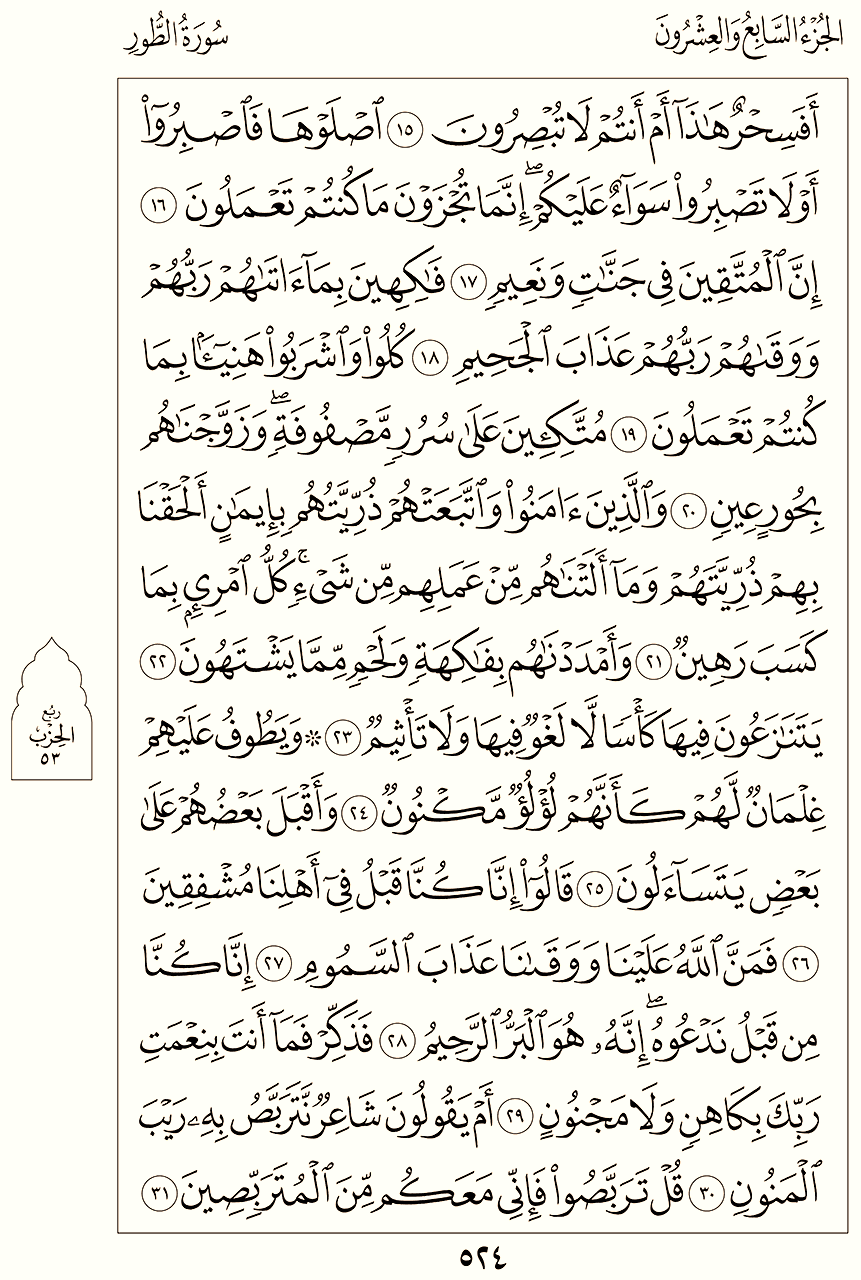 الجُزْءُ السَّابِعُ وَالعِشْرُونَ
سُورَةُ الطُّورِ
أَفَسِحْرٌ هَٰذَآ أَمْ أَنتُمْ لَا تُبْصِرُونَ ١٥ ٱصْلَوْهَا فَٱصْبِرُوٓا۟
أَوْ لَا تَصْبِرُوا۟ سَوَآءٌ عَلَيْكُمْ ۖ إِنَّمَا تُجْزَوْنَ مَا كُنتُمْ تَعْمَلُونَ ١٦
إِنَّ ٱلْمُتَّقِينَ فِى جَنَّٰتٍ وَنَعِيمٍ ١٧ فَٰكِهِينَ بِمَآ ءَاتَىٰهُمْ رَبُّهُمْ
وَوَقَىٰهُمْ رَبُّهُمْ عَذَابَ ٱلْجَحِيمِ ١٨ كُلُوا۟ وَٱشْرَبُوا۟ هَنِيٓـًٔۢا بِمَا
كُنتُمْ تَعْمَلُونَ ١٩ مُتَّكِـِٔينَ عَلَىٰ سُرُرٍ مَّصْفُوفَةٍ ۖ وَزَوَّجْنَٰهُم
بِحُورٍ عِينٍ ٢٠ وَٱلَّذِينَ ءَامَنُوا۟ وَٱتَّبَعَتْهُمْ ذُرِّيَّتُهُم بِإِيمَٰنٍ أَلْحَقْنَا
بِهِمْ ذُرِّيَّتَهُمْ وَمَآ أَلَتْنَٰهُم مِّنْ عَمَلِهِم مِّن شَىْءٍ ۚ كُلُّ ٱمْرِئٍۭ بِمَا
كَسَبَ رَهِينٌ ٢١ وَأَمْدَدْنَٰهُم بِفَٰكِهَةٍ وَلَحْمٍ مِّمَّا يَشْتَهُونَ ٢٢
يَتَنَٰزَعُونَ فِيهَا كَأْسًا لَّا لَغْوٌ فِيهَا وَلَا تَأْثِيمٌ ٢٣ ۞ وَيَطُوفُ عَلَيْهِمْ
غِلْمَانٌ لَّهُمْ كَأَنَّهُمْ لُؤْلُؤٌ مَّكْنُونٌ ٢٤ وَأَقْبَلَ بَعْضُهُمْ عَلَىٰ
بَعْضٍ يَتَسَآءَلُونَ ٢٥ قَالُوٓا۟ إِنَّا كُنَّا قَبْلُ فِىٓ أَهْلِنَا مُشْفِقِينَ
٢٦ فَمَنَّ ٱللَّهُ عَلَيْنَا وَوَقَىٰنَا عَذَابَ ٱلسَّمُومِ ٢٧ إِنَّا كُنَّا
مِن قَبْلُ نَدْعُوهُ ۖ إِنَّهُۥ هُوَ ٱلْبَرُّ ٱلرَّحِيمُ ٢٨ فَذَكِّرْ فَمَآ أَنتَ بِنِعْمَتِ
رَبِّكَ بِكَاهِنٍ وَلَا مَجْنُونٍ ٢٩ أَمْ يَقُولُونَ شَاعِرٌ نَّتَرَبَّصُ بِهِۦ رَيْبَ
ٱلْمَنُونِ ٣٠ قُلْ تَرَبَّصُوا۟ فَإِنِّى مَعَكُم مِّنَ ٱلْمُتَرَبِّصِينَ ٣١
رُبُع
الحِزْبْ
٥٣
٥٢٤